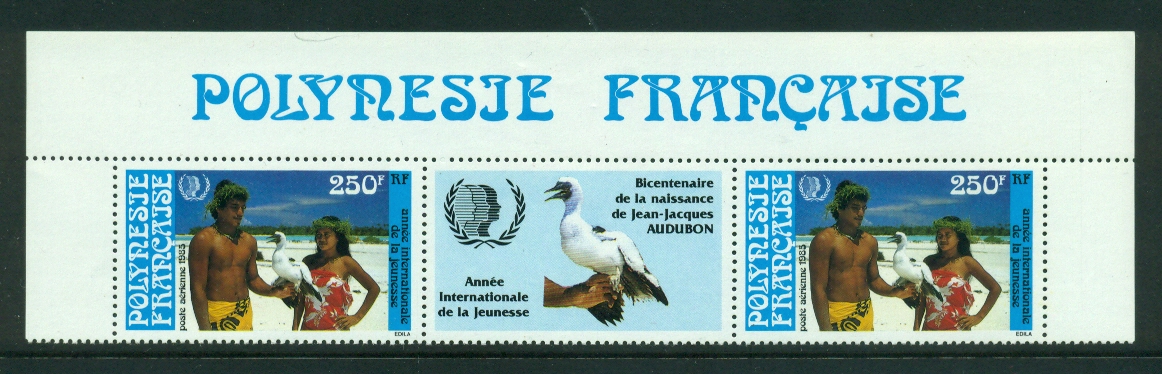 POLYNESIE FRANÇAISE
POLYNESIE
FRANÇAISE
250F
RF
poste aérienne 1985
année internationale
de la jeunesse
EDILA
Bicentenaire
de la naissance
de Jean-Jacques
AUDUBON
Année
Internationale
de la Jeunesse
POLYNESIE
FRANÇAISE
250F
RF
poste aérienne 1985
année internationale
de la jeunesse
EDILA